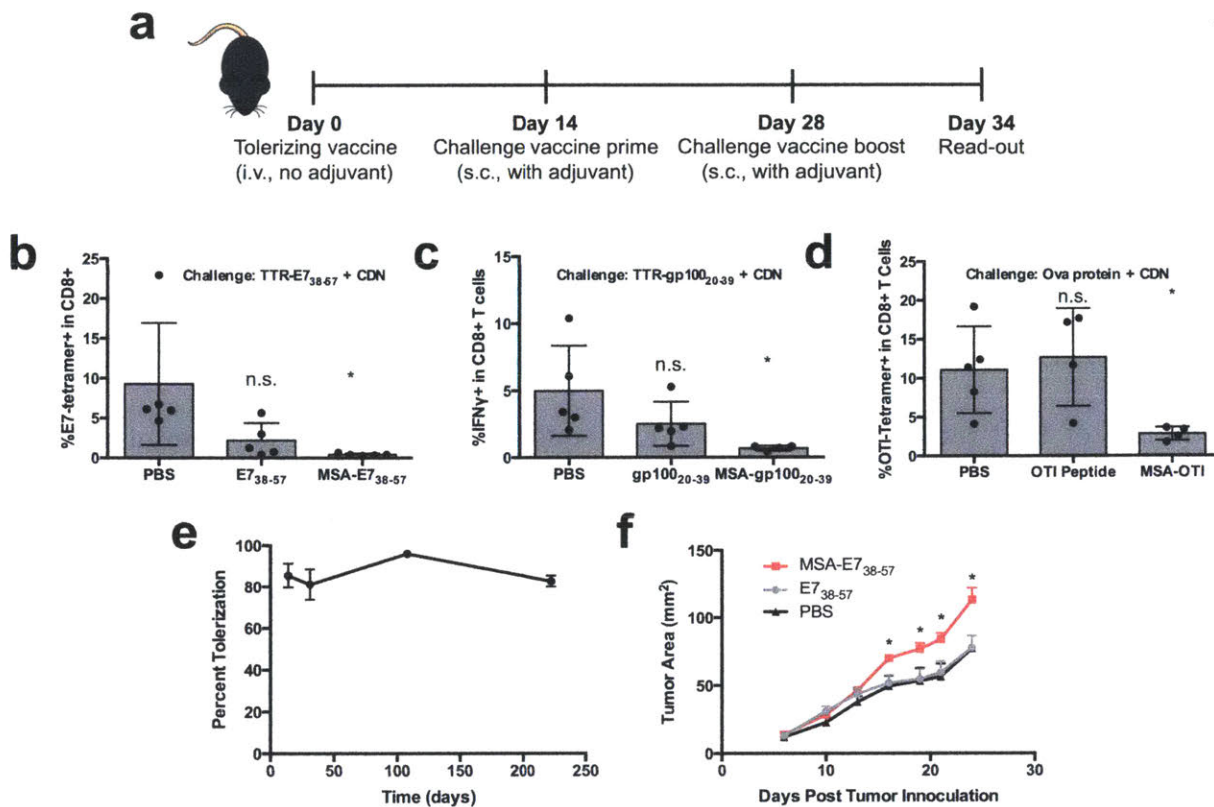 a
Day 0
Tolerizing vaccine
(i.v., no adjuvant)
Day 14
Challenge vaccine prime
(s.c., with adjuvant)
Day 28
Challenge vaccine boost
(s.c., with adjuvant)
Day 34
Read-out
b
Challenge: TTR-E7₃₈₋₅₇ + CDN
%E7-tetramer+ in CD8+
25
20
15
10
5
0
n.s.
*
PBS
E7₃₈₋₅₇
MSA-E7₃₈₋₅₇
c
Challenge: TTR-gp100₂₀₋₃₉ + CDN
%IFNγ+ in CD8+ T cells
15
10
5
0
n.s.
*
PBS
gp100₂₀₋₃₉
MSA-gp100₂₀₋₃₉
d
Challenge: Ova protein + CDN
%OTI-Tetramer+ in CD8+ T Cells
25
20
15
10
5
0
n.s.
*
PBS
OTI Peptide
MSA-OTI
e
Percent Tolerization
100
80
60
40
20
0
0 50 100 150 200 250
Time (days)
f
Tumor Area (mm²)
150
100
50
0
MSA-E7₃₈₋₅₇
E7₃₈₋₅₇
PBS
* * * *
0 10 20 30
Days Post Tumor Innoculation